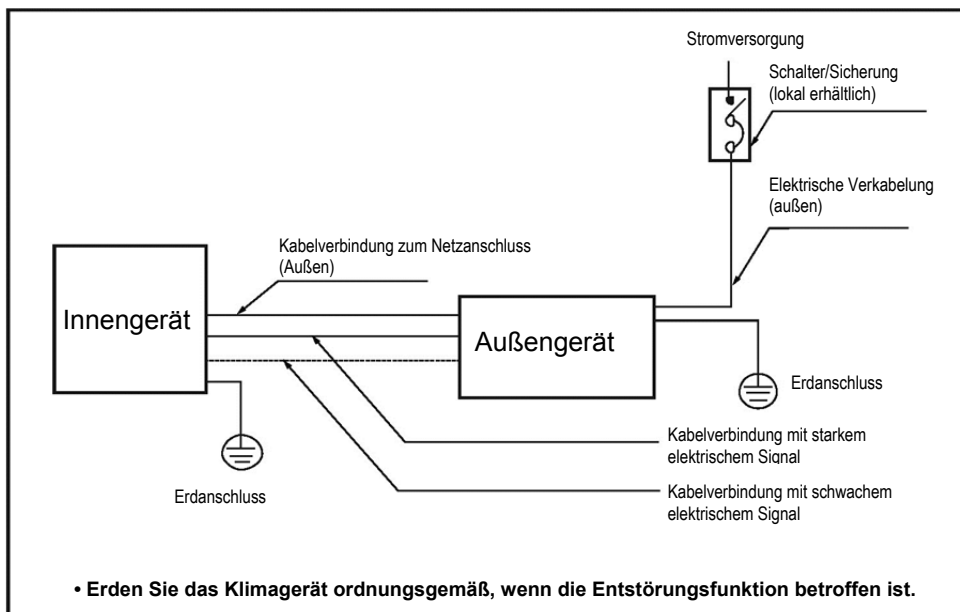 Stromversorgung
Schalter/Sicherung
(lokal erhältlich)
Elektrische Verkabelung
(außen)
Kabelverbindung zum Netzanschluss
(Außen)
Innengerät
Außengerät
Erdanschluss
Kabelverbindung mit starkem
elektrischem Signal
Erdanschluss
Kabelverbindung mit schwachem
elektrischem Signal
• Erden Sie das Klimagerät ordnungsgemäß, wenn die Entstörungsfunktion betroffen ist.